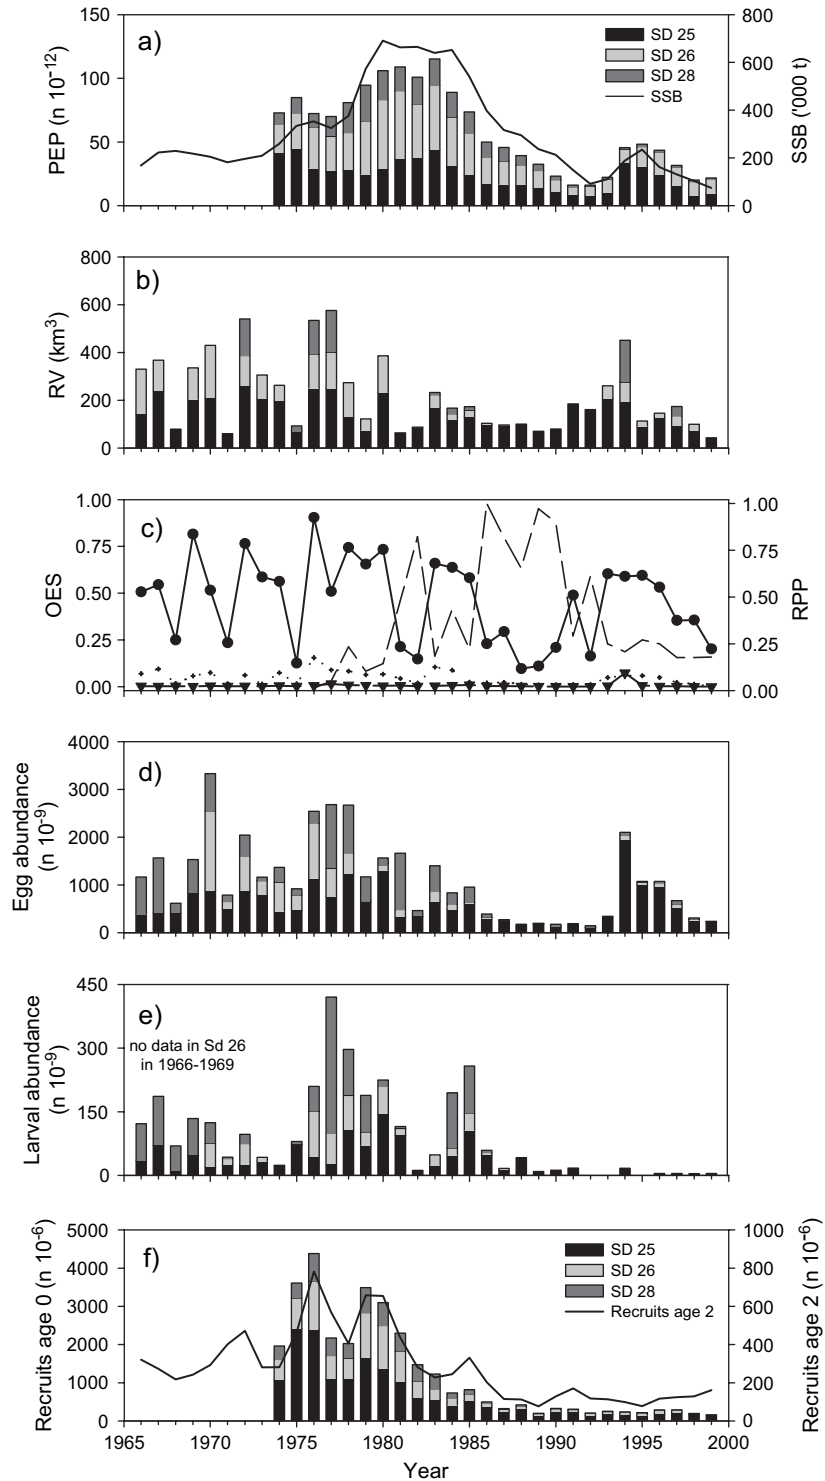 a)
PEP (n 10⁻¹²)
150
100
50
0
SD 25
SD 26
SD 28
SSB
800
600
400
200
0
SSB ('000 t)
b)
RV (km³)
800
600
400
200
0
c)
OES
1.00
0.75
0.50
0.25
0.00
1.00
0.75
0.50
0.25
0.00
RPP
d)
Egg abundance
(n 10⁻⁹)
4000
3000
2000
1000
0
e)
Larval abundance
(n 10⁻⁹)
450
300
150
0
no data in Sd 26
in 1966-1969
f)
Recruits age 0 (n 10⁻⁶)
5000
4000
3000
2000
1000
0
SD 25
SD 26
SD 28
Recruits age 2
1000
800
600
400
200
0
Recruits age 2 (n 10⁻⁶)
1965 1970 1975 1980 1985 1990 1995 2000
Year